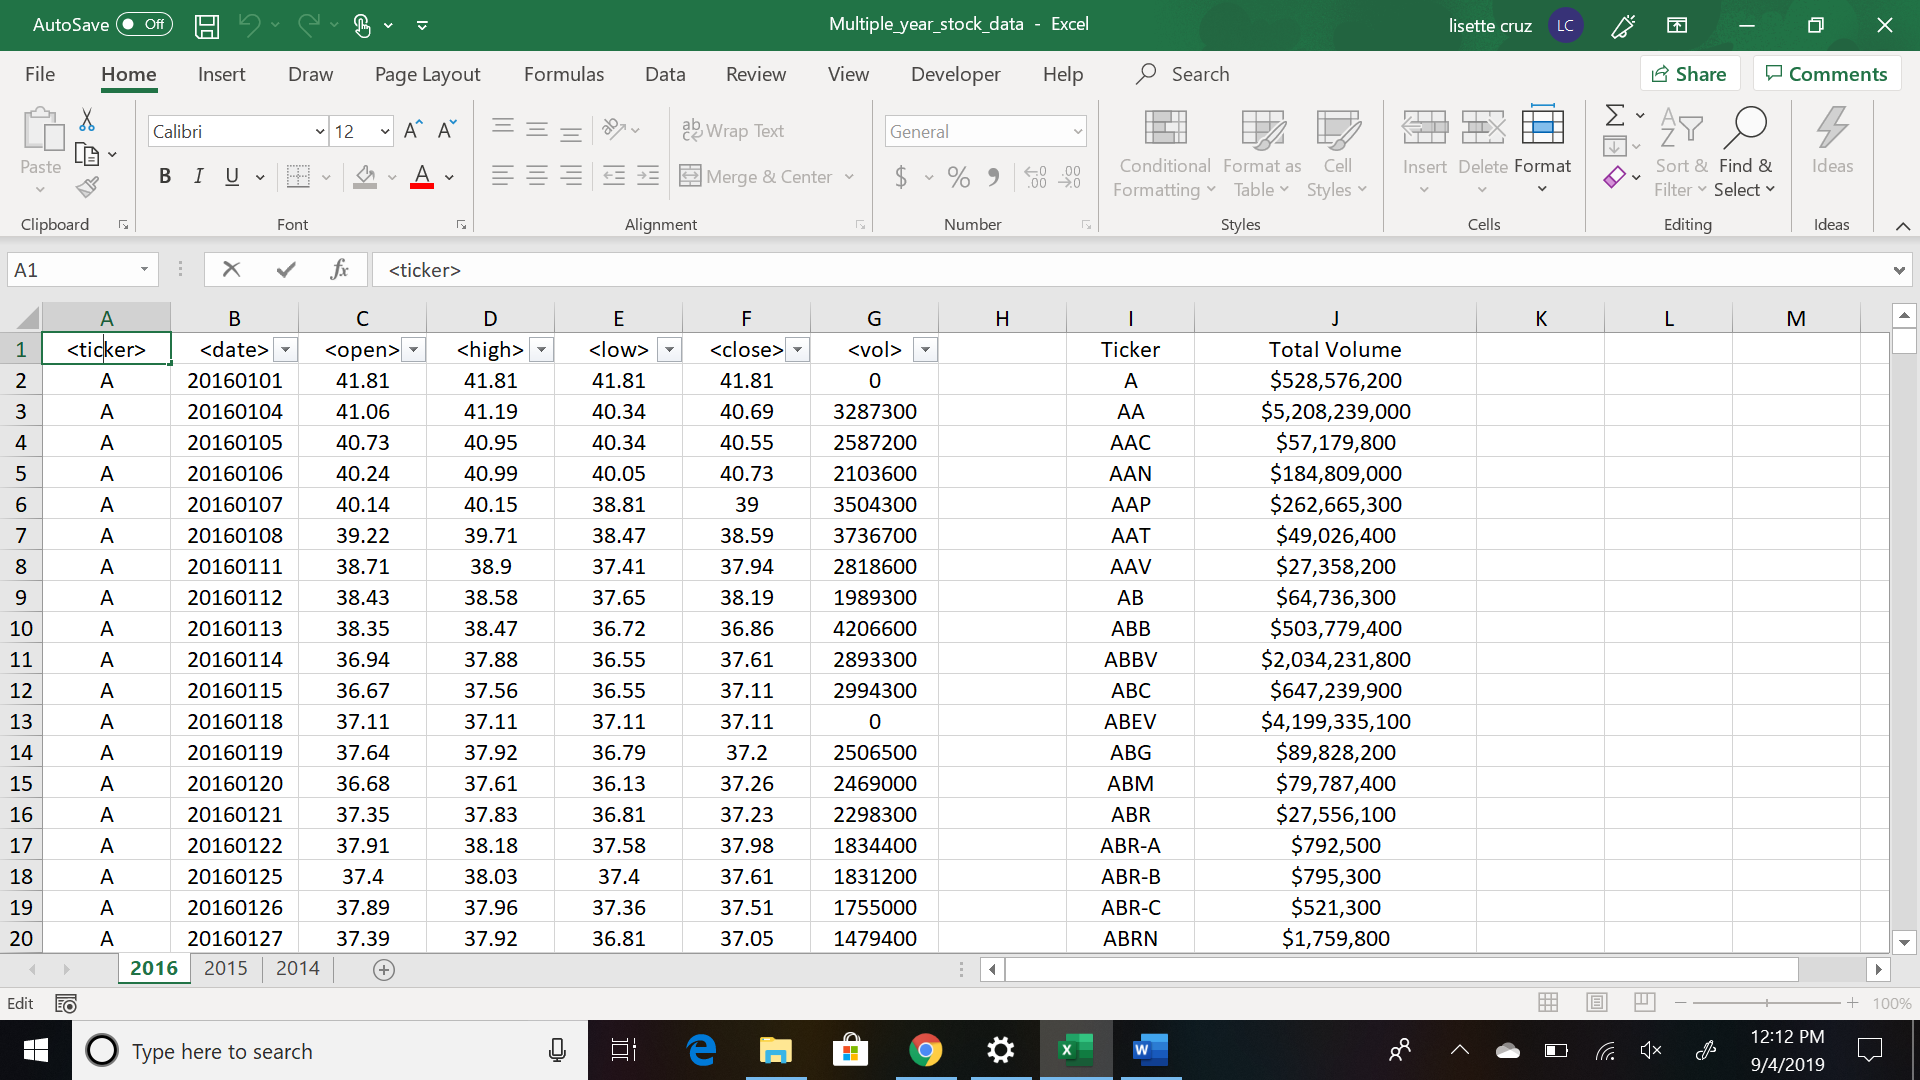 AutoSave Off Multiple_year_stock_data - Excel lisette cruz LC
File Home Insert Draw Page Layout Formulas Data Review View Developer Help Search Share Comments
Paste
Calibri 12 A A
B I U A
ab Wrap Text
Merge & Center
General
$ % 9 .00 .00
Conditional Formatting
Format as Table
Cell Styles
Insert Delete Format
Sort & Filter
Find & Select
Ideas
Clipboard Font Alignment Number Styles Cells Editing Ideas
A1 fx <ticker>
A B C D E F G H I J K L M
1 <ticker> <date> <open> <high> <low> <close> <vol> Ticker Total Volume
2 A 20160101 41.81 41.81 41.81 41.81 0 A $528,576,200
3 A 20160104 41.06 41.19 40.34 40.69 3287300 AA $5,208,239,000
4 A 20160105 40.73 40.95 40.34 40.55 2587200 AAC $57,179,800
5 A 20160106 40.24 40.99 40.05 40.73 2103600 AAN $184,809,000
6 A 20160107 40.14 40.15 38.81 39 3504300 AAP $262,665,300
7 A 20160108 39.22 39.71 38.47 38.59 3736700 AAT $49,026,400
8 A 20160111 38.71 38.9 37.41 37.94 2818600 AAV $27,358,200
9 A 20160112 38.43 38.58 37.65 38.19 1989300 AB $64,736,300
10 A 20160113 38.35 38.47 36.72 36.86 4206600 ABB $503,779,400
11 A 20160114 36.94 37.88 36.55 37.61 2893300 ABBV $2,034,231,800
12 A 20160115 36.67 37.56 36.55 37.11 2994300 ABC $647,239,900
13 A 20160118 37.11 37.11 37.11 37.11 0 ABEV $4,199,335,100
14 A 20160119 37.64 37.92 36.79 37.2 2506500 ABG $89,828,200
15 A 20160120 36.68 37.61 36.13 37.26 2469000 ABM $79,787,400
16 A 20160121 37.35 37.83 36.81 37.23 2298300 ABR $27,556,100
17 A 20160122 37.91 38.18 37.58 37.98 1834400 ABR-A $792,500
18 A 20160125 37.4 38.03 37.4 37.61 1831200 ABR-B $795,300
19 A 20160126 37.89 37.96 37.36 37.51 1755000 ABR-C $521,300
20 A 20160127 37.39 37.92 36.81 37.05 1479400 ABRN $1,759,800
2016 2015 2014
Edit 100%
Type here to search
12:12 PM
9/4/2019